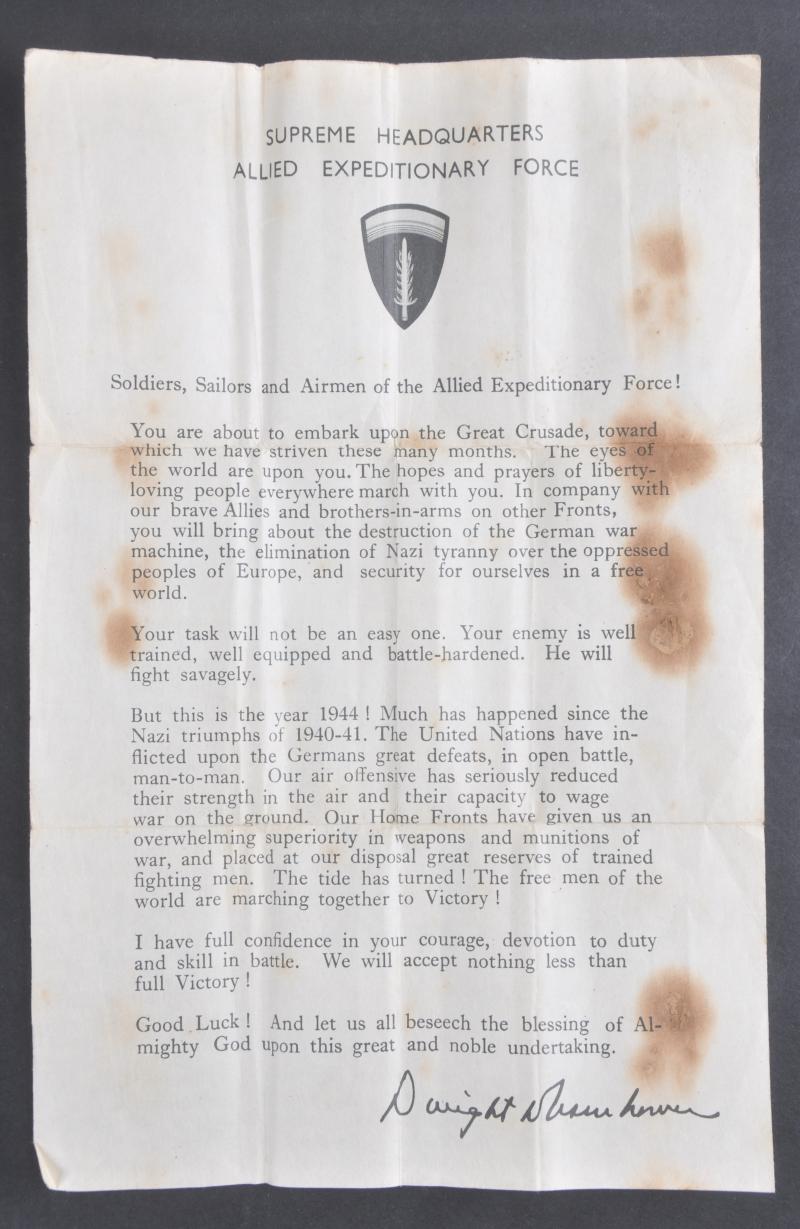 SUPREME HEADQUARTERS
ALLIED EXPEDITIONARY FORCE
Soldiers, Sailors and Airmen of the Allied Expeditionary Force!
You are about to embark upon the Great Crusade, toward
which we have striven these many months. The eyes of
the world are upon you. The hopes and prayers of liberty-
loving people everywhere march with you. In company with
our brave Allies and brothers-in-arms on other Fronts,
you will bring about the destruction of the German war
machine, the elimination of Nazi tyranny over the oppressed
peoples of Europe, and security for ourselves in a free
world.
Your task will not be an easy one. Your enemy is well
trained, well equipped and battle-hardened. He will
fight savagely.
But this is the year 1944 ! Much has happened since the
Nazi triumphs of 1940-41. The United Nations have in-
flicted upon the Germans great defeats, in open battle,
man-to-man. Our air offensive has seriously reduced
their strength in the air and their capacity to wage
war on the ground. Our Home Fronts have given us an
overwhelming superiority in weapons and munitions of
war, and placed at our disposal great reserves of trained
fighting men. The tide has turned ! The free men of the
world are marching together to Victory !
I have full confidence in your courage, devotion to duty
and skill in battle. We will accept nothing less than
full Victory !
Good Luck ! And let us all beseech the blessing of Al-
mighty God upon this great and noble undertaking.
Dwight D Eisenhower